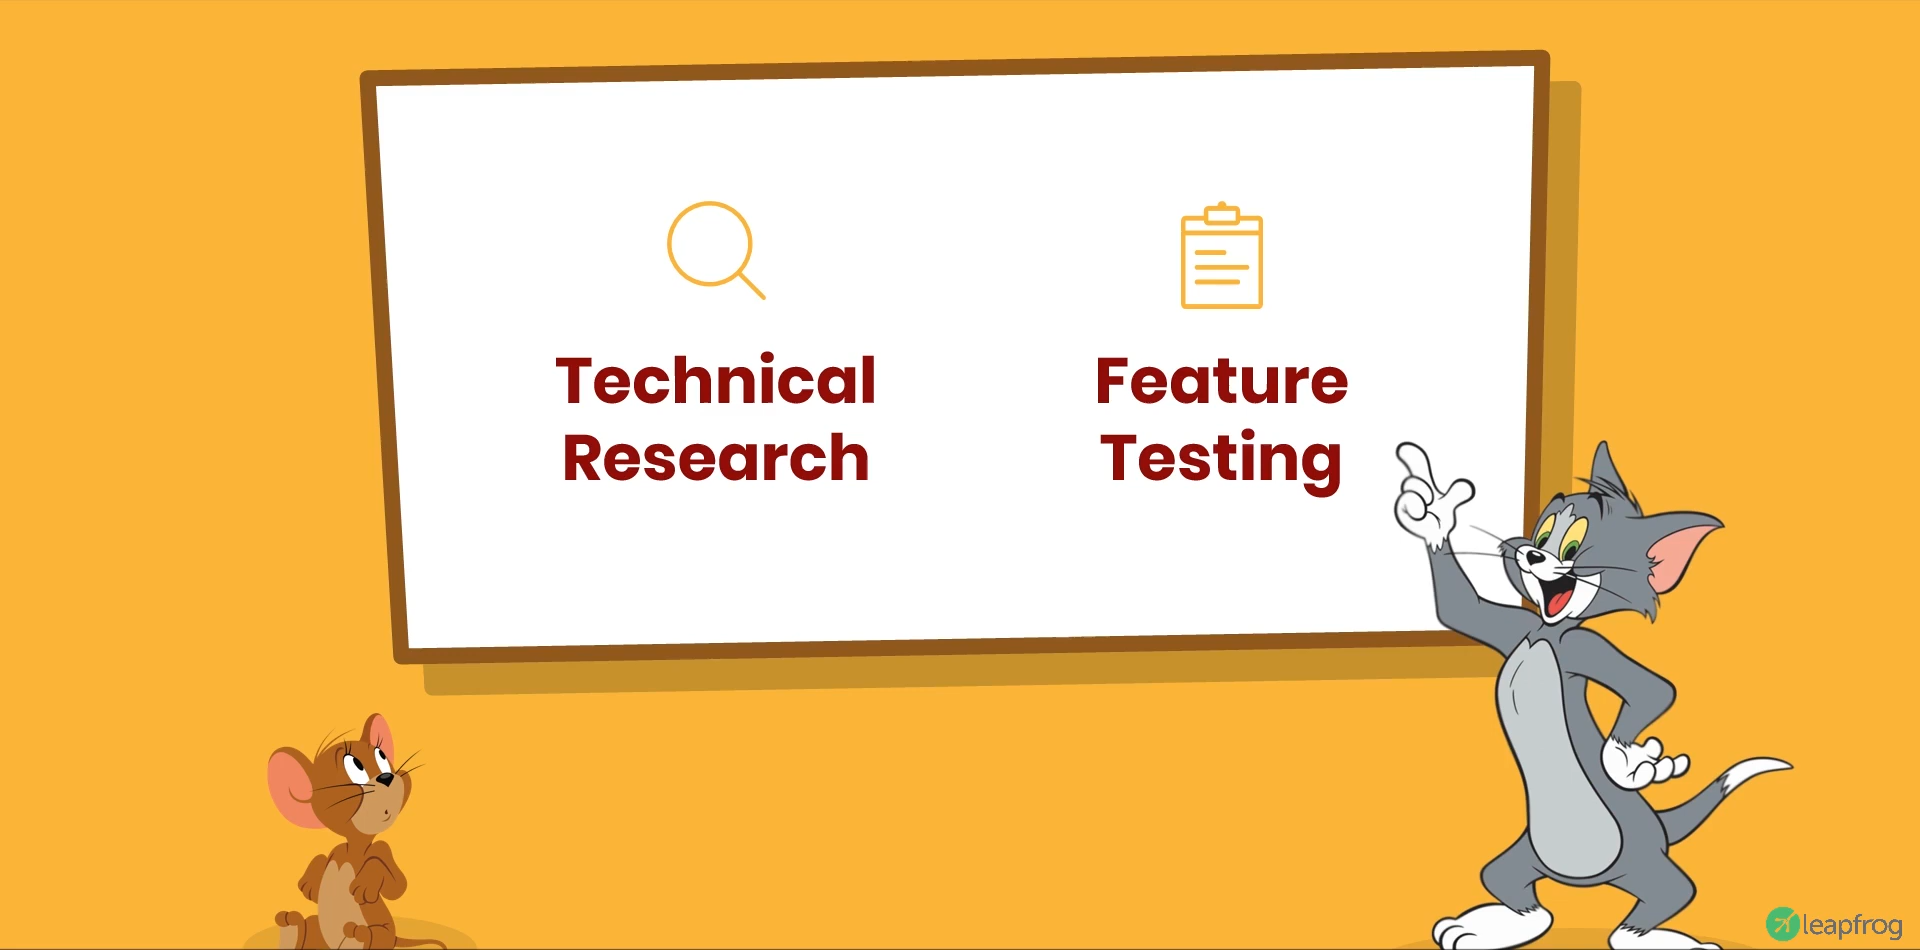 Technical
Research
Feature
Testing
leapfrog